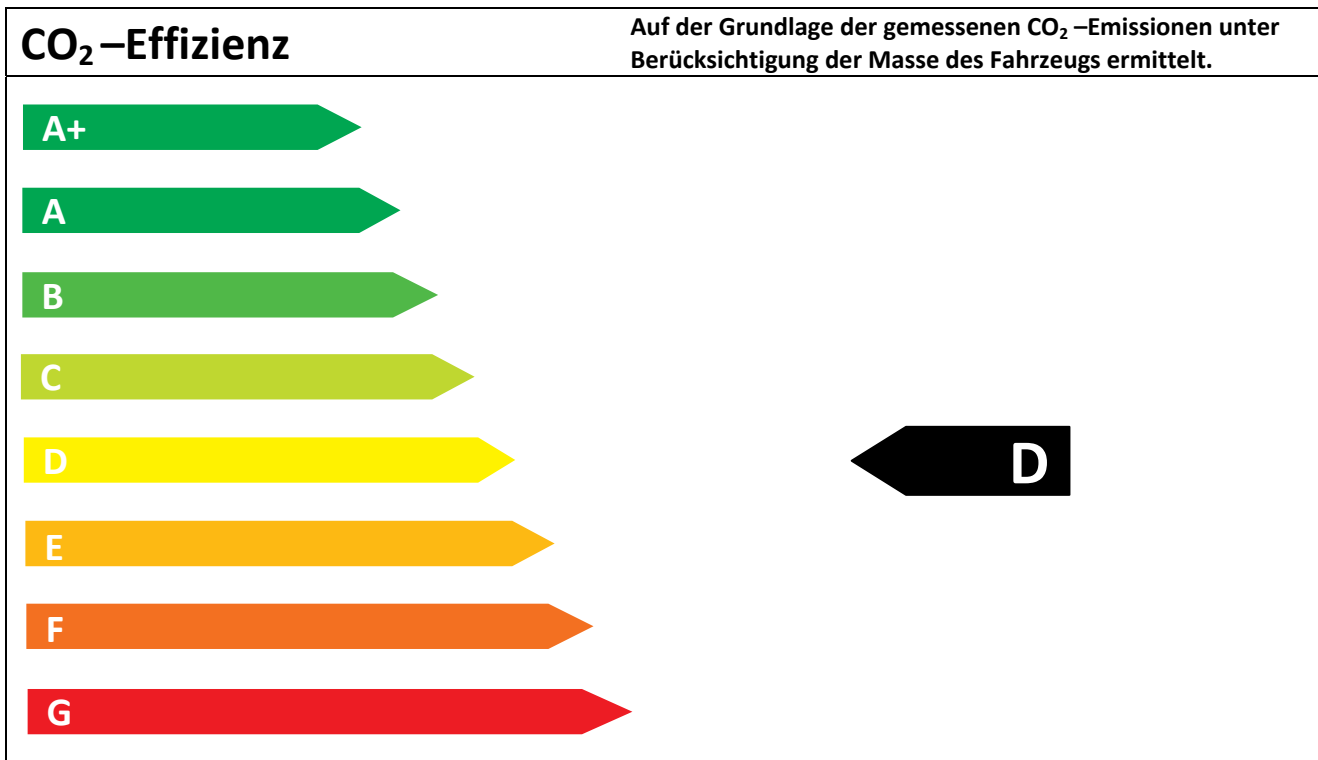 CO₂ –Effizienz
Auf der Grundlage der gemessenen CO₂ –Emissionen unter
Berücksichtigung der Masse des Fahrzeugs ermittelt.
A+
A
B
C
D
D
E
F
G